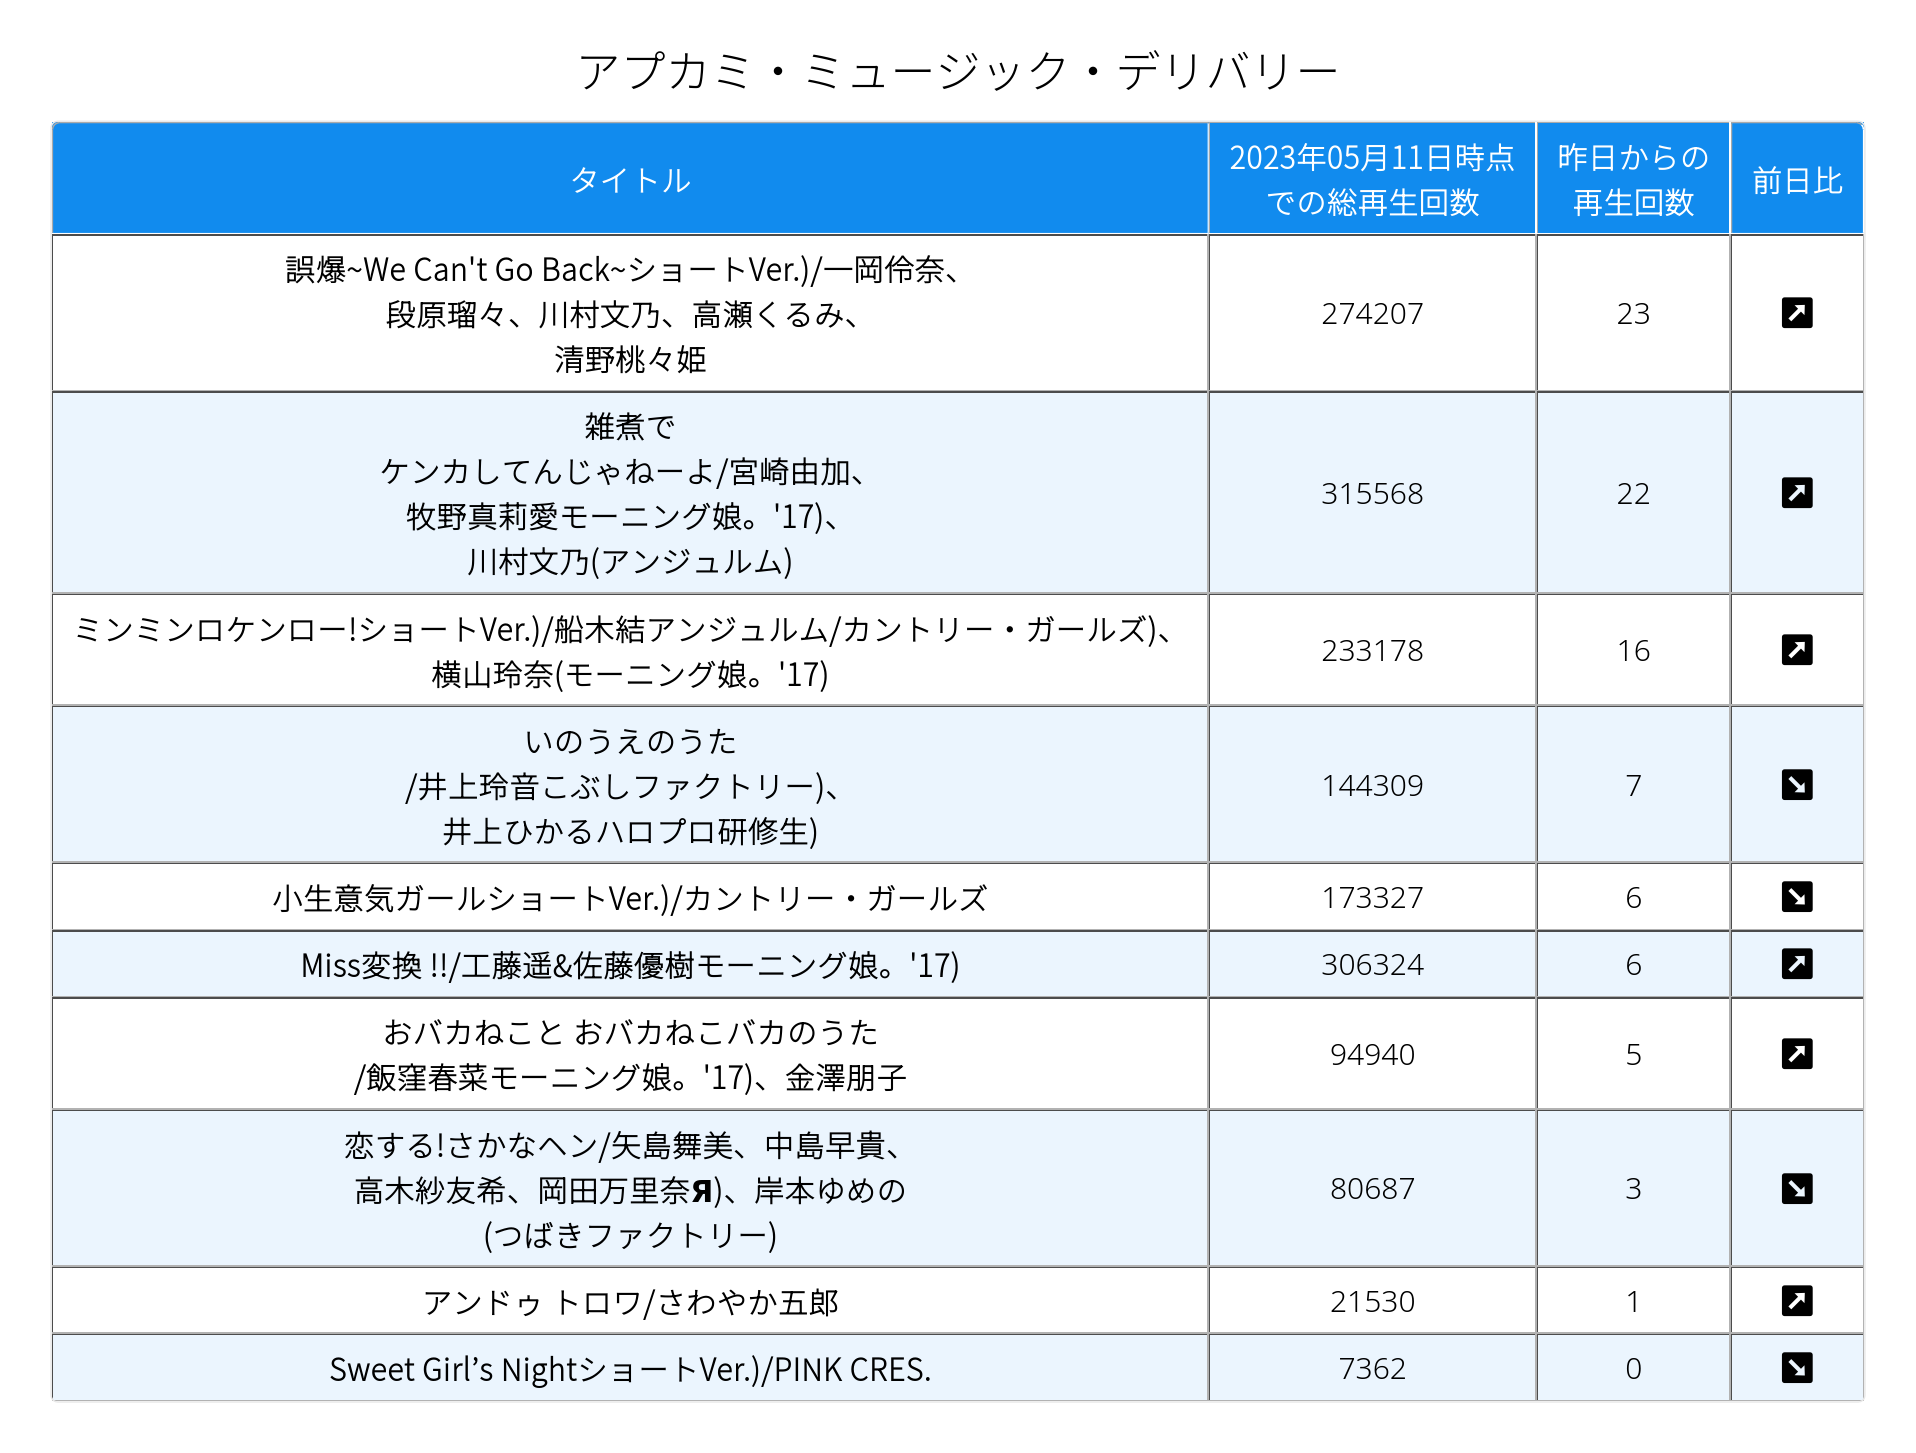 アプカミ・ミュージック・デリバリー
タイトル
2023年05月11日時点
での総再生回数
昨日からの
再生回数
前日比
誤爆~We Can't Go Back~ショートVer.)/一岡伶奈、
段原瑠々、川村文乃、高瀬くるみ、
清野桃々姫
274207
23
雑煮で
ケンカしてんじゃねーよ/宮崎由加、
牧野真莉愛モーニング娘。'17)、
川村文乃(アンジュルム)
315568
22
ミンミンロケンロー!ショートVer.)/船木結アンジュルム/カントリー・ガールズ)、
横山玲奈(モーニング娘。'17)
233178
16
いのうえのうた
/井上玲音こぶしファクトリー)、
井上ひかるハロプロ研修生)
144309
7
小生意気ガールショートVer.)/カントリー・ガールズ
173327
6
Miss変換 !!/工藤遥&佐藤優樹モーニング娘。'17)
306324
6
おバカねこと おバカねこバカのうた
/飯窪春菜モーニング娘。'17)、金澤朋子
94940
5
恋する!さかなヘン/矢島舞美、中島早貴、
高木紗友希、岡田万里奈Я)、岸本ゆめの
(つばきファクトリー)
80687
3
アンドゥ トロワ/さわやか五郎
21530
1
Sweet Girl’s NightショートVer.)/PINK CRES.
7362
0